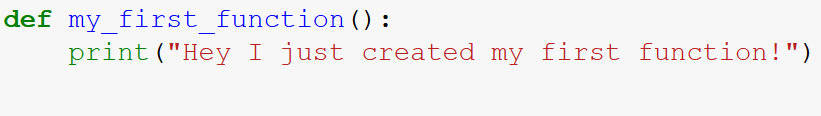 def my_first_function():
    print("Hey I just created my first function!")